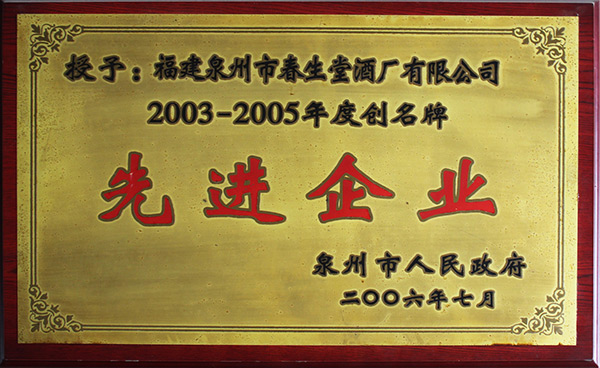 授予：福建泉州市春生堂酒厂有限公司
2003-2005年度创名牌
先进企业
泉州市人民政府
二〇〇六年七月